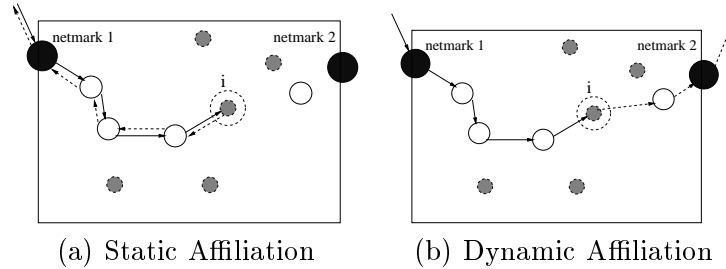 netmark 1
netmark 2
i
(a) Static Affiliation
netmark 1
netmark 2
i
(b) Dynamic Affiliation